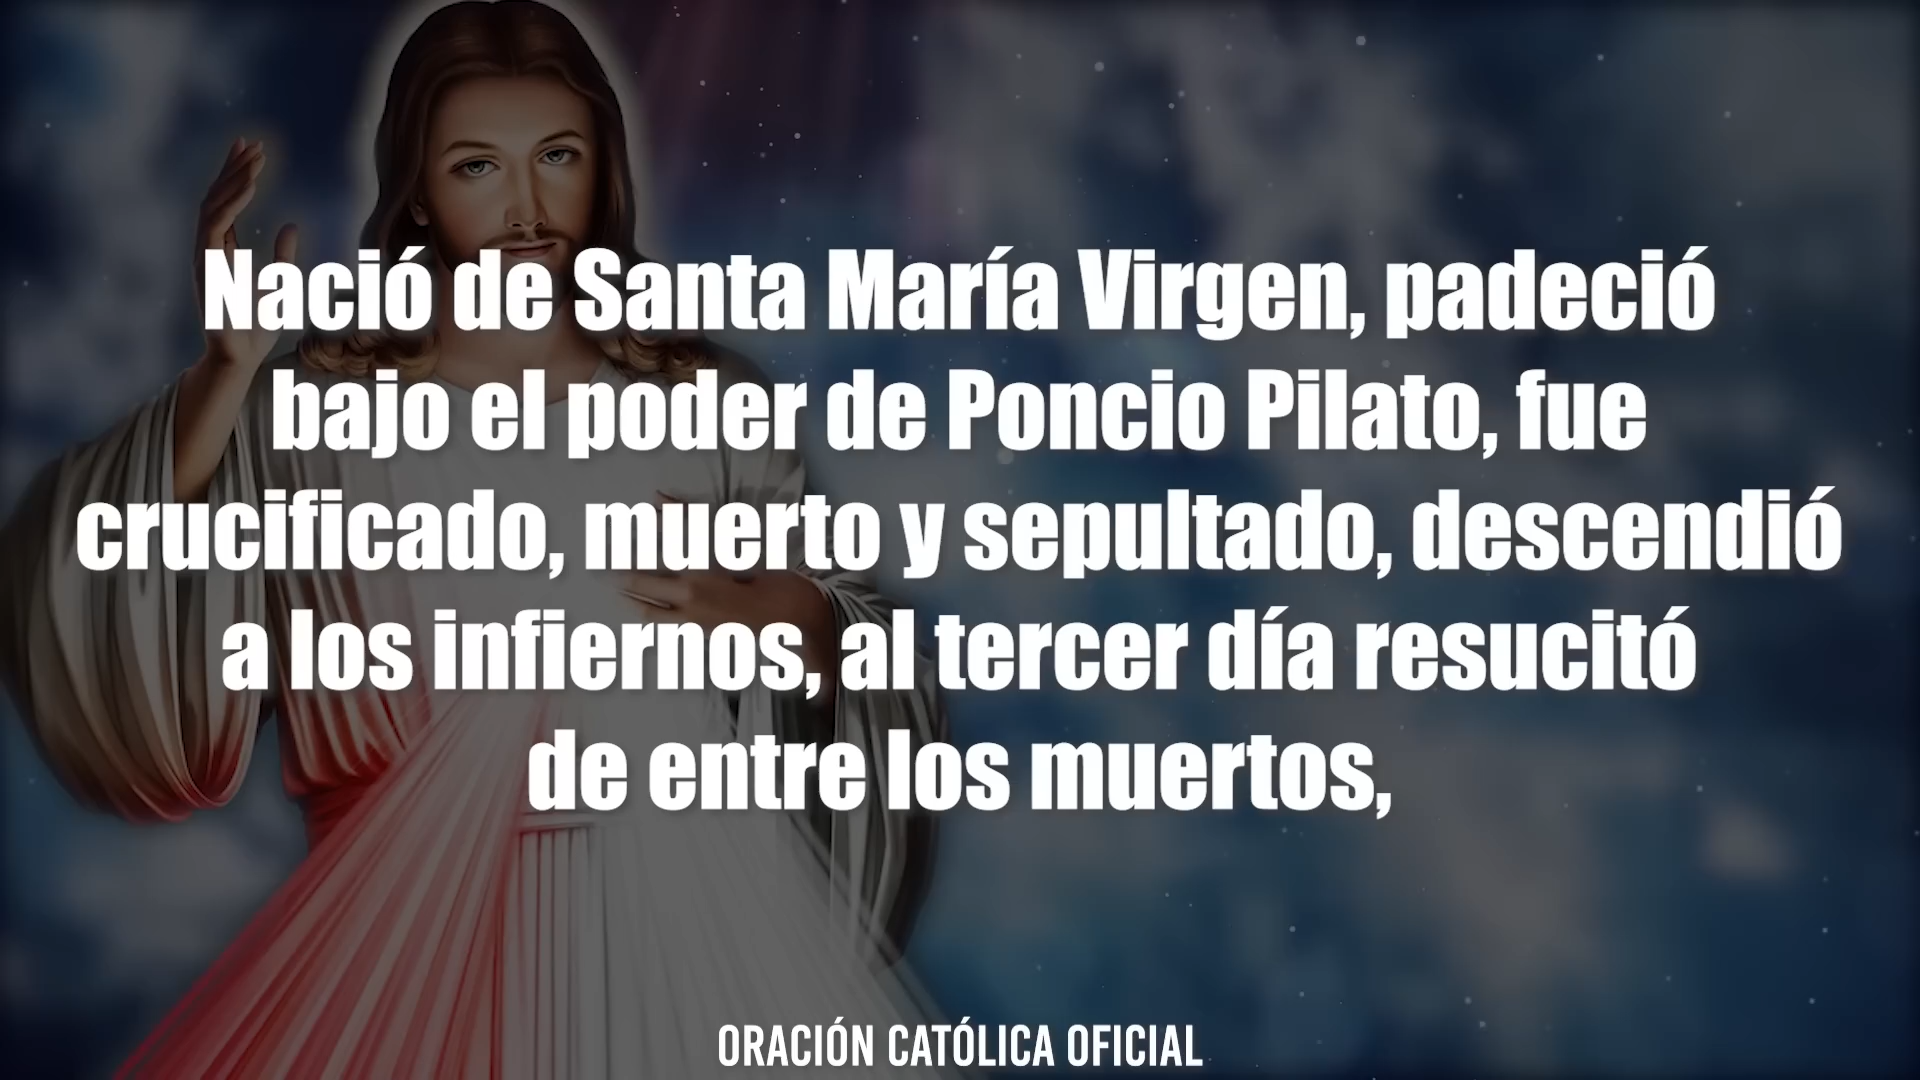 Nació de Santa María Virgen, padeció
bajo el poder de Poncio Pilato, fue
crucificado, muerto y sepultado, descendió
a los infiernos, al tercer día resucitó
de entre los muertos,
ORACIÓN CATÓLICA OFICIAL